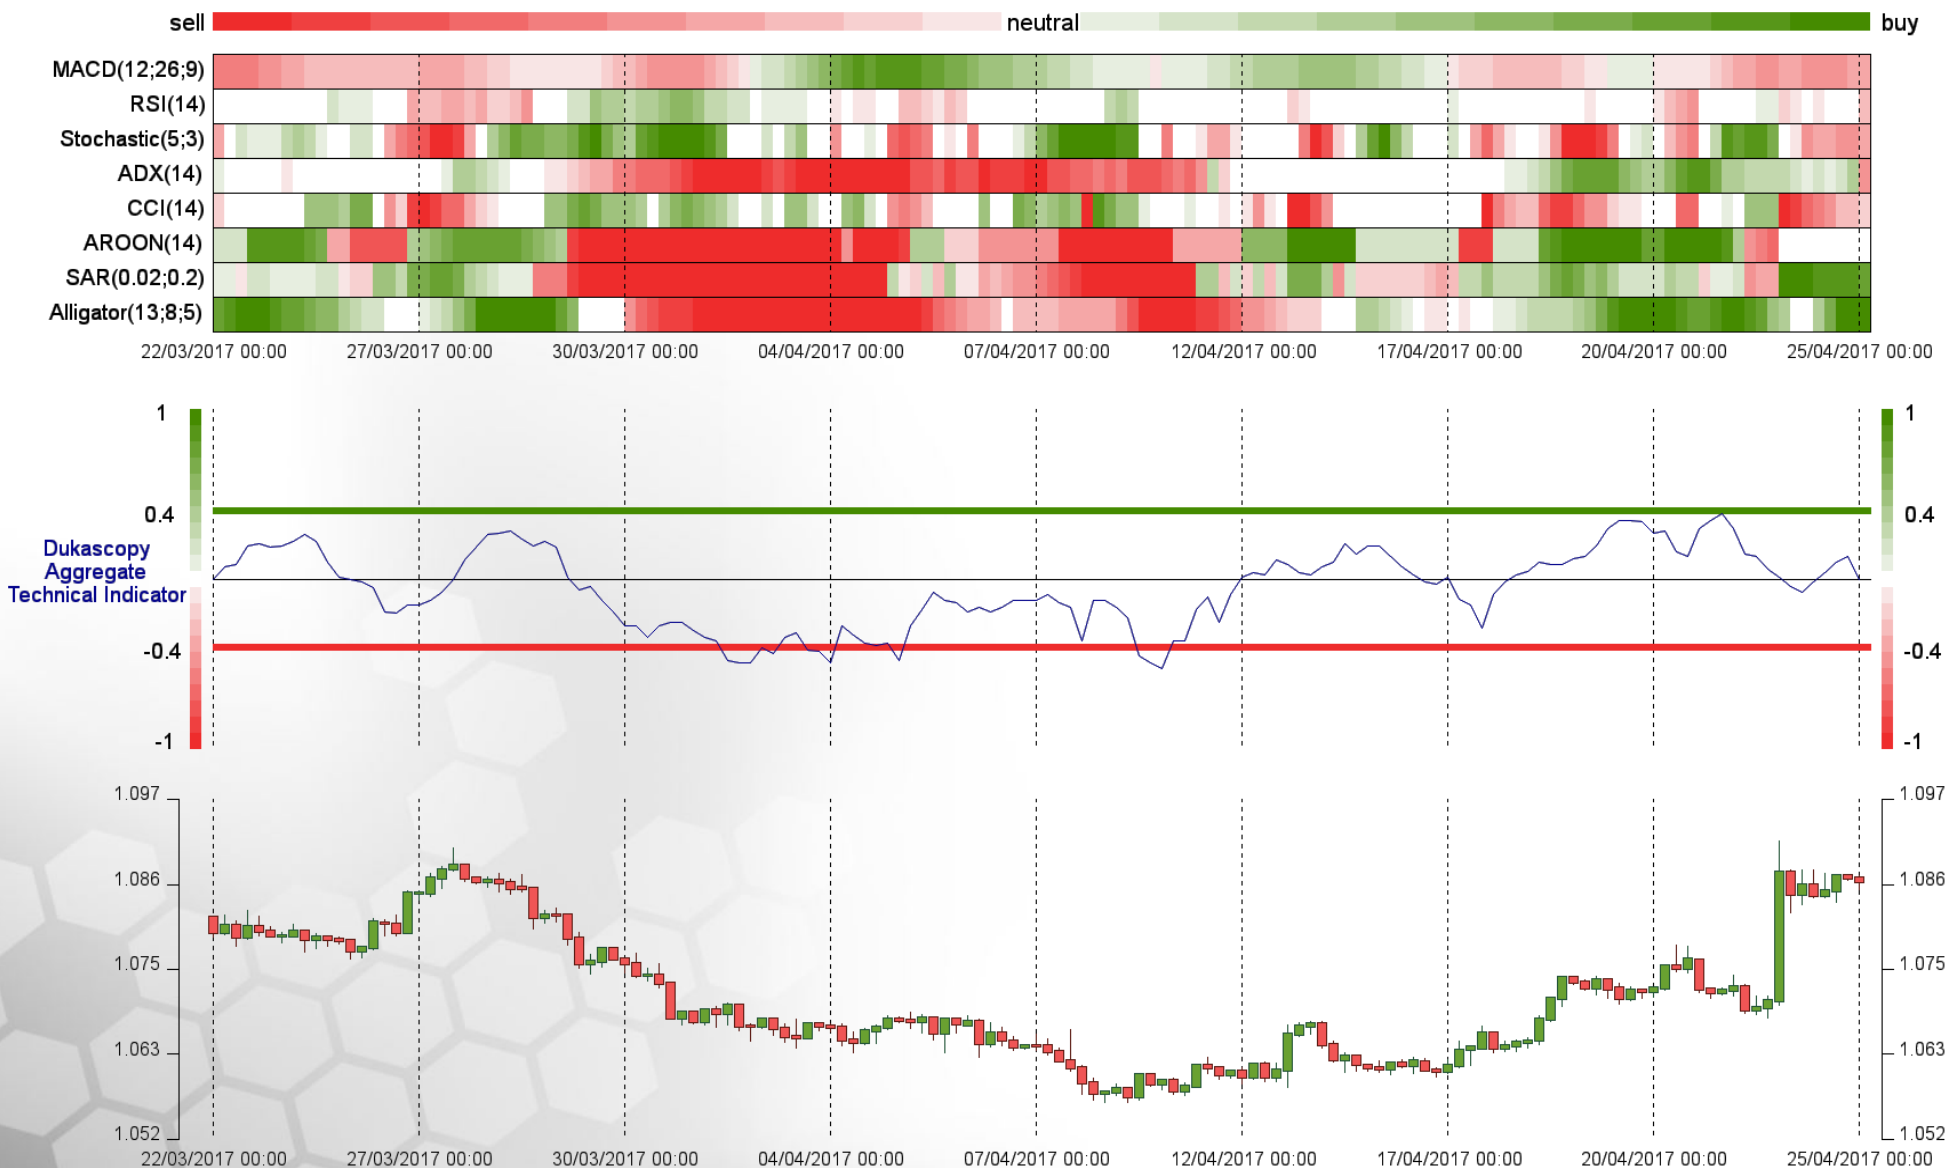 sell neutral buy
MACD(12;26;9)
RSI(14)
Stochastic(5;3)
ADX(14)
CCI(14)
AROON(14)
SAR(0.02;0.2)
Alligator(13;8;5)
22/03/2017 00:00 27/03/2017 00:00 30/03/2017 00:00 04/04/2017 00:00 07/04/2017 00:00 12/04/2017 00:00 17/04/2017 00:00 20/04/2017 00:00 25/04/2017 00:00
1 1
0.4 0.4
Dukascopy
Aggregate
Technical Indicator
-0.4 -0.4
-1 -1
1.097 1.097
1.086 1.086
1.075 1.075
1.063 1.063
1.052 1.052
22/03/2017 00:00 27/03/2017 00:00 30/03/2017 00:00 04/04/2017 00:00 07/04/2017 00:00 12/04/2017 00:00 17/04/2017 00:00 20/04/2017 00:00 25/04/2017 00:00